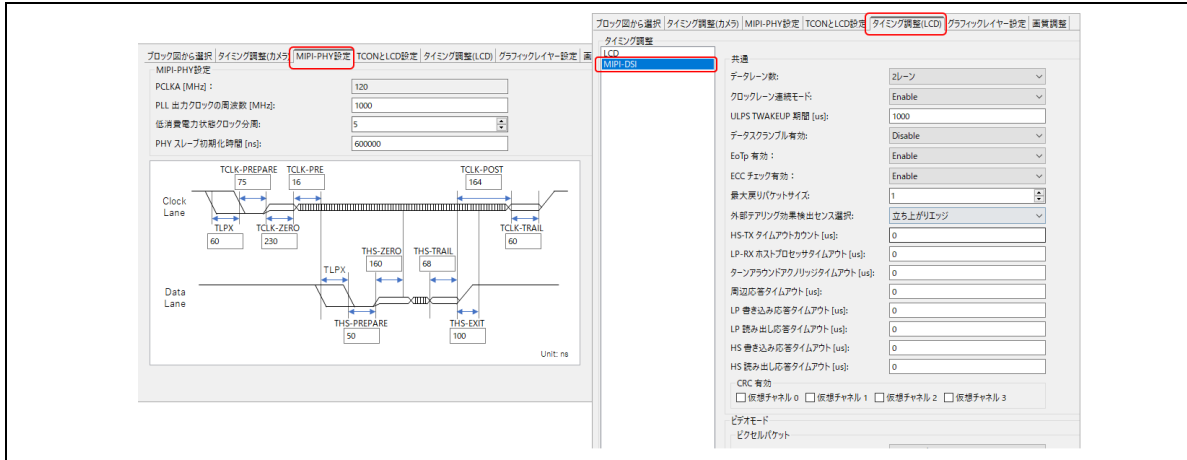 ブロック図から選択 タイミング調整(カメラ) MIPI-PHY設定 TCONとLCD設定 タイミング調整(LCD) グラフィックレイヤー設定
MIPI-PHY設定
PCLKA [MHz]： 120
PLL 出力クロックの周波数 [MHz]: 1000
低消費電力状態クロック分周: 5
PHY スレーブ初期化時間 [ns]: 600000
TCLK-PREPARE TCLK-PRE TCLK-POST
75 16 164
Clock
Lane
TLPX TCLK-ZERO TCLK-TRAIL
60 230 60
THS-ZERO THS-TRAIL
160 68
TLPX
Data
Lane
THS-PREPARE THS-EXIT
50 100
Unit: ns
ブロック図から選択 タイミング調整(カメラ) MIPI-PHY設定 TCONとLCD設定 タイミング調整(LCD) グラフィックレイヤー設定 画質調整
タイミング調整
LCD
MIPI-DSI
共通
データレーン数: 2レーン
クロックレーン連続モード: Enable
ULPS TWAKEUP 期間 [us]: 1000
データスクランブル有効: Disable
EoTp 有効： Enable
ECC チェック有効： Enable
最大戻りパケットサイズ: 1
外部テアリング効果検出センス選択: 立ち上がりエッジ
HS-TX タイムアウトカウント [us]: 0
LP-RX ホストプロセッサタイムアウト [us]: 0
ターンアラウンドアクノリッジタイムアウト [us]: 0
周辺応答タイムアウト [us]: 0
LP 書き込み応答タイムアウト [us]: 0
LP 読み出し応答タイムアウト [us]: 0
HS 書き込み応答タイムアウト [us]: 0
HS 読み出し応答タイムアウト [us]: 0
CRC 有効
仮想チャネル 0 仮想チャネル 1 仮想チャネル 2 仮想チャネル 3
ビデオモード
ピクセルパケット